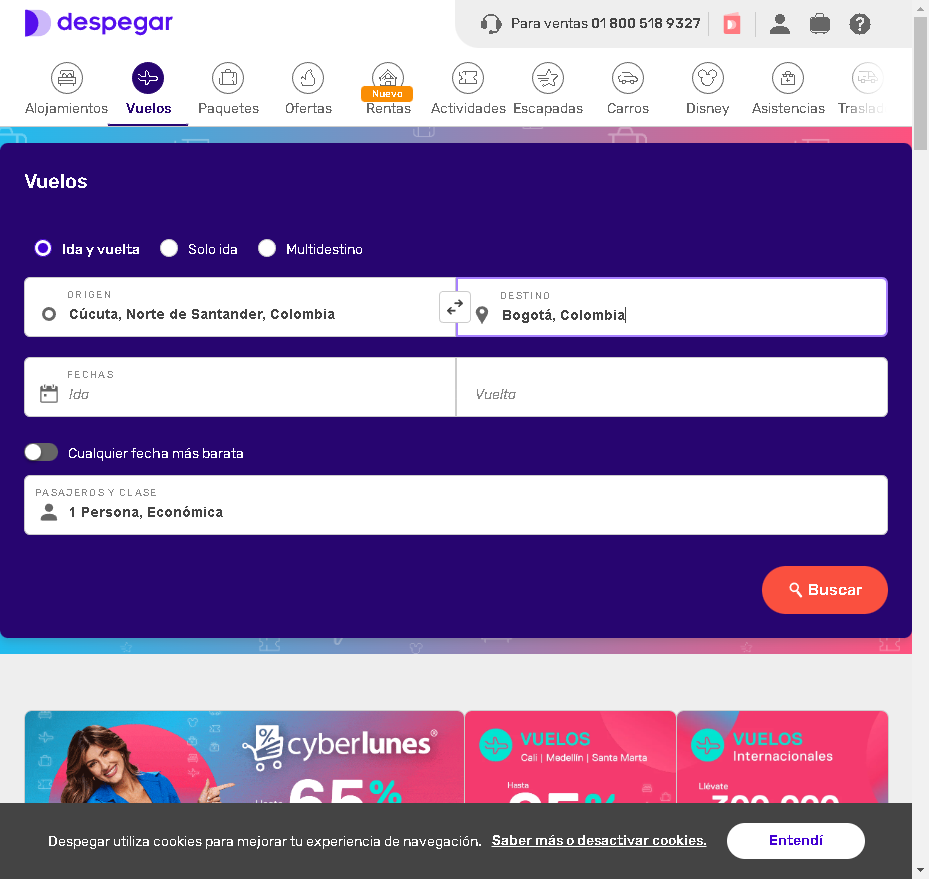 despegar
Para ventas 01 800 518 9327
Alojamientos
Vuelos
Paquetes
Ofertas
Nuevo
Rentas
Actividades
Escapadas
Carros
Disney
Asistencias
Vuelos
Ida y vuelta
Solo ida
Multidestino
ORIGEN
Cúcuta, Norte de Santander, Colombia
DESTINO
Bogotá, Colombia
FECHAS
Ida
Vuelta
Cualquier fecha más barata
PASAJEROS Y CLASE
1 Persona, Económica
Buscar
cyberlunes®
Hasta
65%
VUELOS
Cali | Medellín | Santa Marta
Hasta
VUELOS
Internacionales
Llévate
Despegar utiliza cookies para mejorar tu experiencia de navegación. Saber más o desactivar cookies.
Entendí